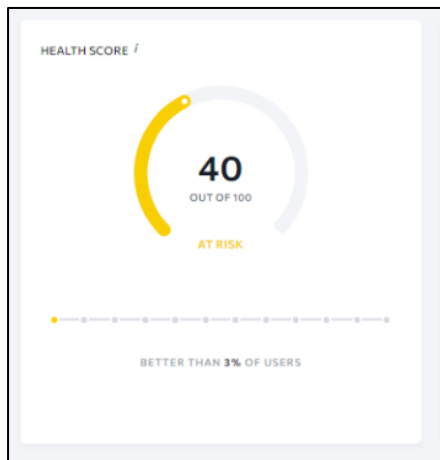 HEALTH SCORE i
40
OUT OF 100
AT RISK
BETTER THAN 3% OF USERS